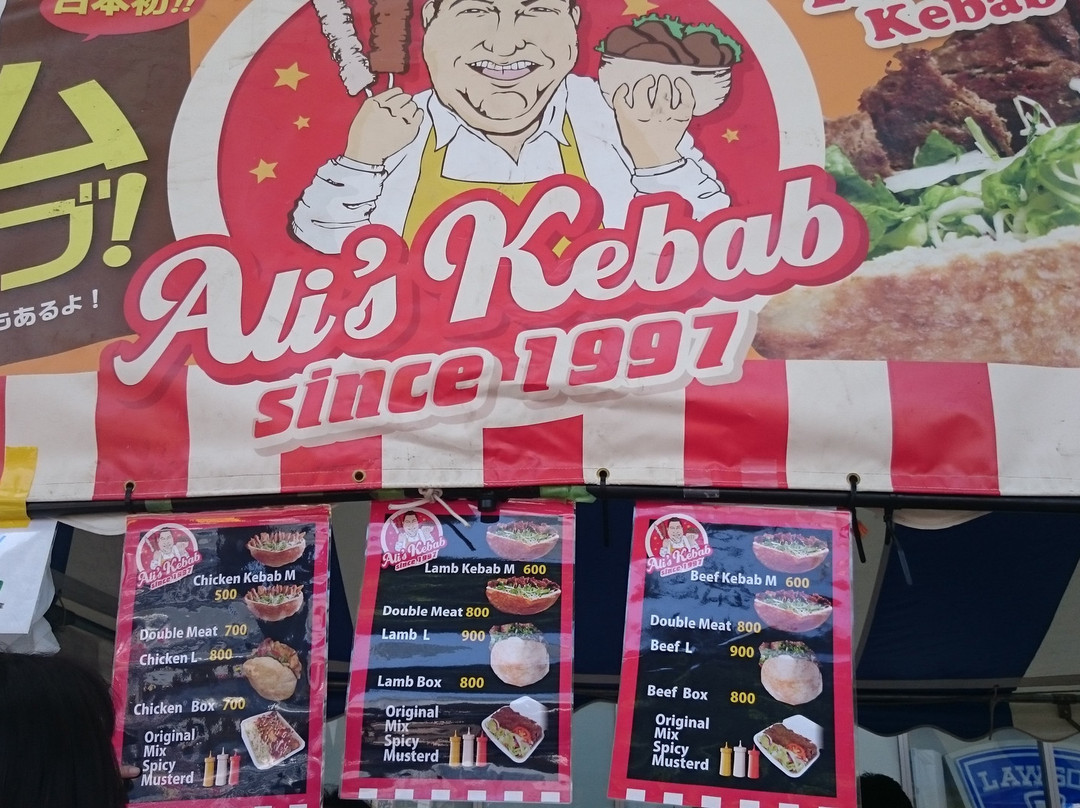 日本初!!
Kebab
ム
ブ!
もあるよ！
Ali's Kebab
since 1997
Ali's Kebab
since 1997
Chicken Kebab M
500
Double Meat 700
Chicken L 800
Chicken Box 700
Original
Mix
Spicy
Musterd
Ali's Kebab
since 1997
Lamb Kebab M 600
Double Meat 800
Lamb L 900
Lamb Box 800
Original
Mix
Spicy
Musterd
Ali's Kebab
since 1997
Beef Kebab M 600
Double Meat 800
Beef L 900
Beef Box 800
Original
Mix
Spicy
Musterd